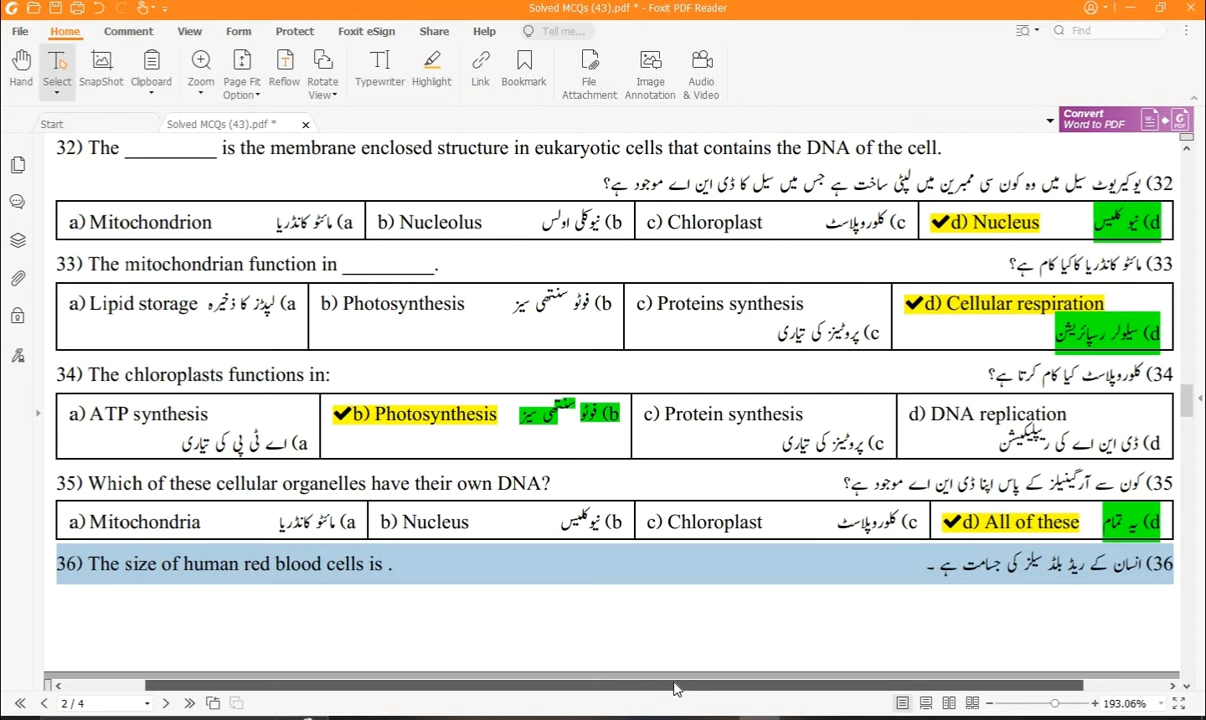 Solved MCQs (43).pdf * - Foxit PDF Reader
File Home Comment View Form Protect Foxit eSign Share Help Tell me... Find
Hand Select SnapShot Clipboard Zoom Page Fit Option Reflow Rotate View Typewriter Highlight Link Bookmark File Attachment Image Annotation Audio & Video
Start Solved MCQs (43).pdf * Convert Word to PDF
32) The _________ is the membrane enclosed structure in eukaryotic cells that contains the DNA of the cell.
32) یوکیریوٹ سیل میں وہ کون سی ممبرین میں لپٹی ساخت ہے جس میں سیل کا ڈی این اے موجود ہے؟
a) Mitochondrion a) مائٹو کانڈریا b) Nucleolus b) نیوکلی اولس c) Chloroplast c) کلوروپلاسٹ ✔d) Nucleus d) نیو کلیس
33) The mitochondrian function in _________. 33) مائٹو کانڈریا کا کیا کام ہے؟
a) Lipid storage a) لپڈز کا ذخیرہ b) Photosynthesis b) فوٹو سنتھی سیز c) Proteins synthesis ✔d) Cellular respiration
c) پروٹینز کی تیاری d) سیلولر رسپائریشن
34) The chloroplasts functions in: 34) کلوروپلاسٹ کیا کام کرتا ہے؟
a) ATP synthesis ✔b) Photosynthesis b) فوٹو سنتھی سیز c) Protein synthesis d) DNA replication
a) اے ٹی پی کی تیاری c) پروٹینز کی تیاری d) ڈی این اے کی ریپلیکیشن
35) Which of these cellular organelles have their own DNA? 35) کون سے آرگینیلز کے پاس اپنا ڈی این اے موجود ہے؟
a) Mitochondria a) مائٹو کانڈریا b) Nucleus b) نیوکلیس c) Chloroplast c) کلوروپلاسٹ ✔d) All of these d) یہ تمام
36) The size of human red blood cells is . 36) انسان کے ریڈ بلڈ سیلز کی جسامت ہے ۔
2 / 4 193.06%